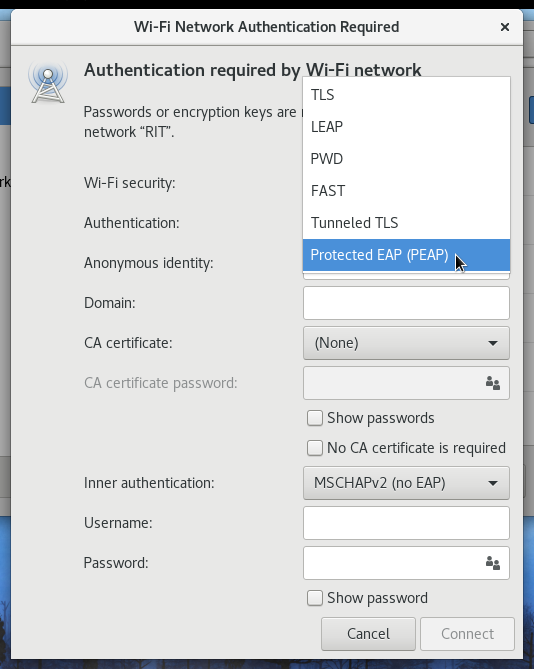 Wi-Fi Network Authentication Required ×
Authentication required by Wi-Fi network
Passwords or encryption keys are
network “RIT”.
rk
TLS
LEAP
PWD
FAST
Tunneled TLS
Protected EAP (PEAP)
Wi-Fi security:
Authentication:
Anonymous identity:
Domain:
CA certificate: (None)
CA certificate password:
Show passwords
No CA certificate is required
Inner authentication: MSCHAPv2 (no EAP)
Username:
Password:
Show password
Cancel Connect